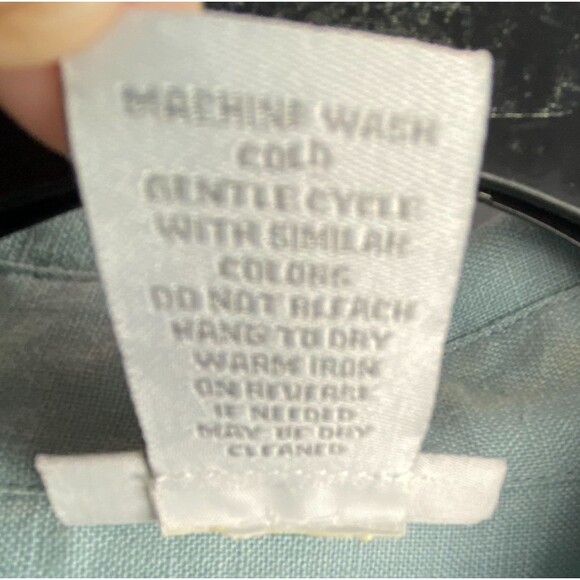 MACHINE WASH
COLD
GENTLE CYCLE
WITH SIMILAR
COLORS
DO NOT BLEACH
HANG TO DRY
WARM IRON
ON REVERSE
IF NEEDED
MAY BE DRY
CLEANED